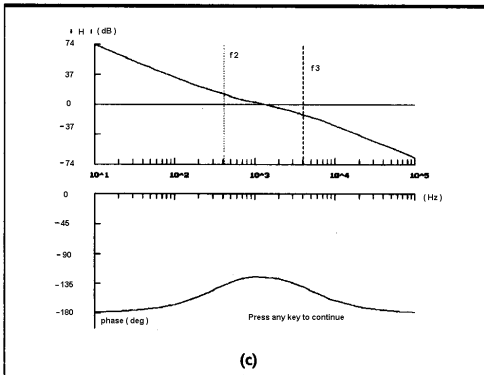 I H I (dB)
74
f2
f3
37
0
-37
-74
10^1
10^2
10^3
10^4
10^5
0
(Hz)
-45
-90
-135
-180
phase (deg)
Press any key to continue
(c)